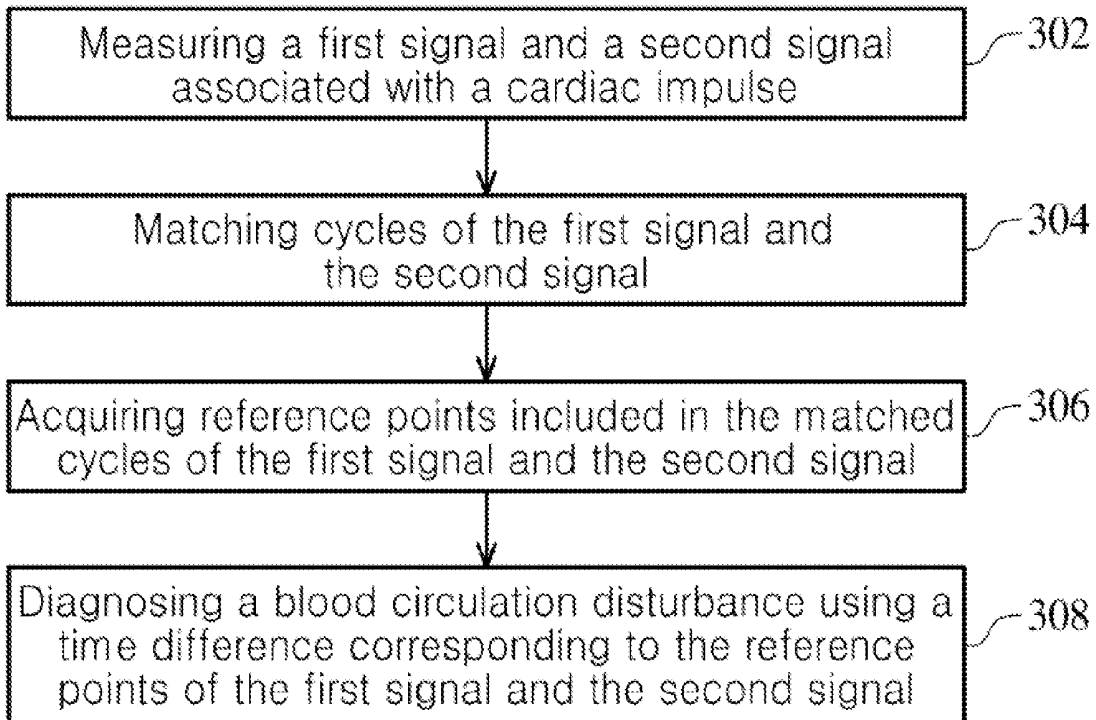 Measuring a first signal and a second signal
associated with a cardiac impulse
302
Matching cycles of the first signal and
the second signal
304
Acquiring reference points included in the matched
cycles of the first signal and the second signal
306
Diagnosing a blood circulation disturbance using a
time difference corresponding to the reference
points of the first signal and the second signal
308